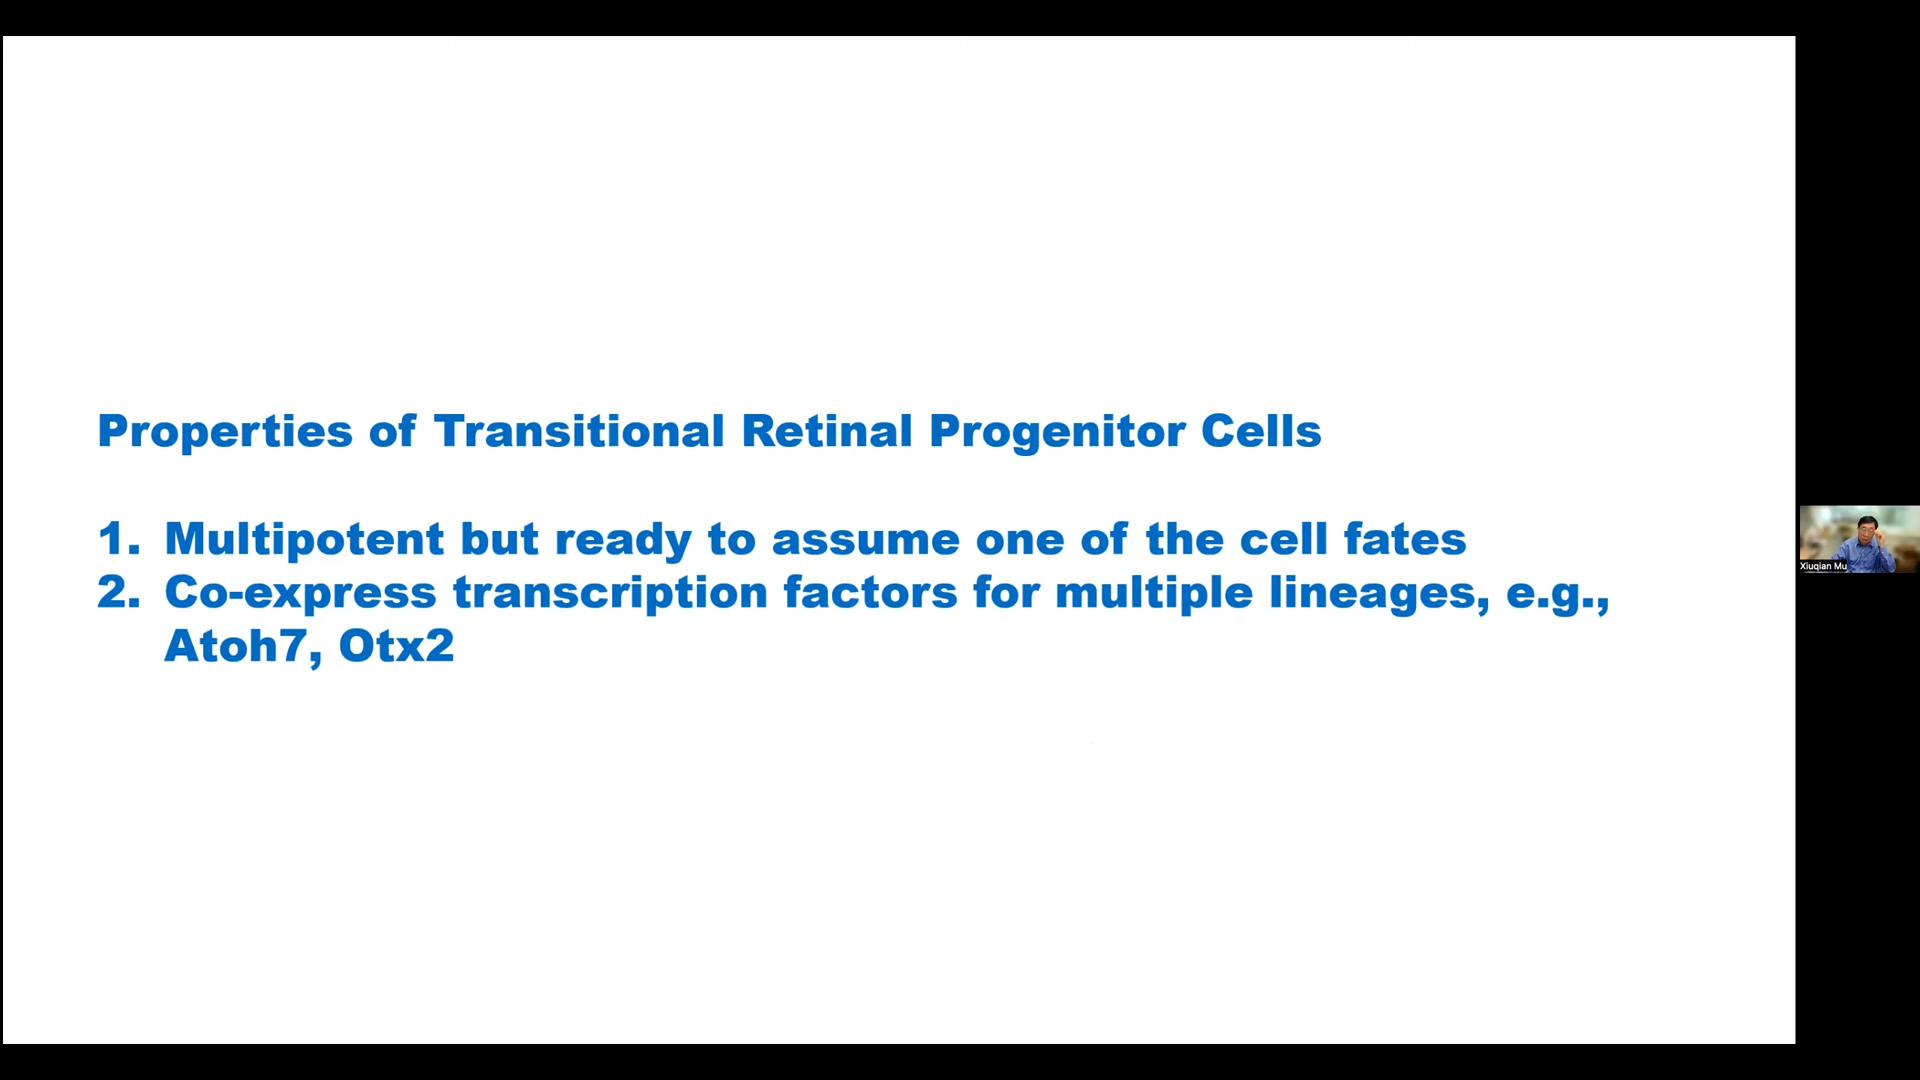 Properties of Transitional Retinal Progenitor Cells
1. Multipotent but ready to assume one of the cell fates
2. Co-express transcription factors for multiple lineages, e.g.,
Atoh7, Otx2
Xiuqian Mu